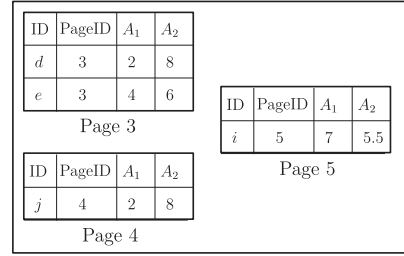 ID PageID A₁ A₂
d 3 2 8
e 3 4 6
Page 3
ID PageID A₁ A₂
j 4 2 8
Page 4
ID PageID A₁ A₂
i 5 7 5.5
Page 5